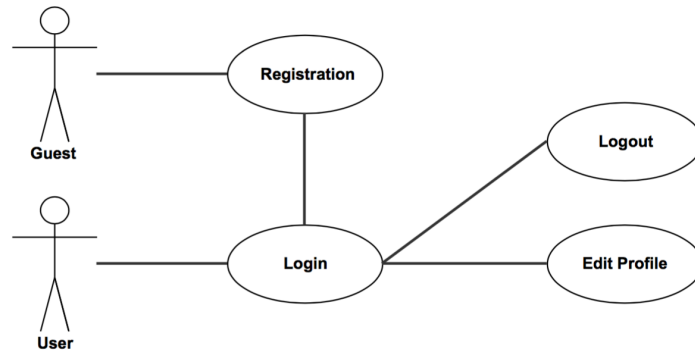 Registration
Guest
Logout
Login
Edit Profile
User